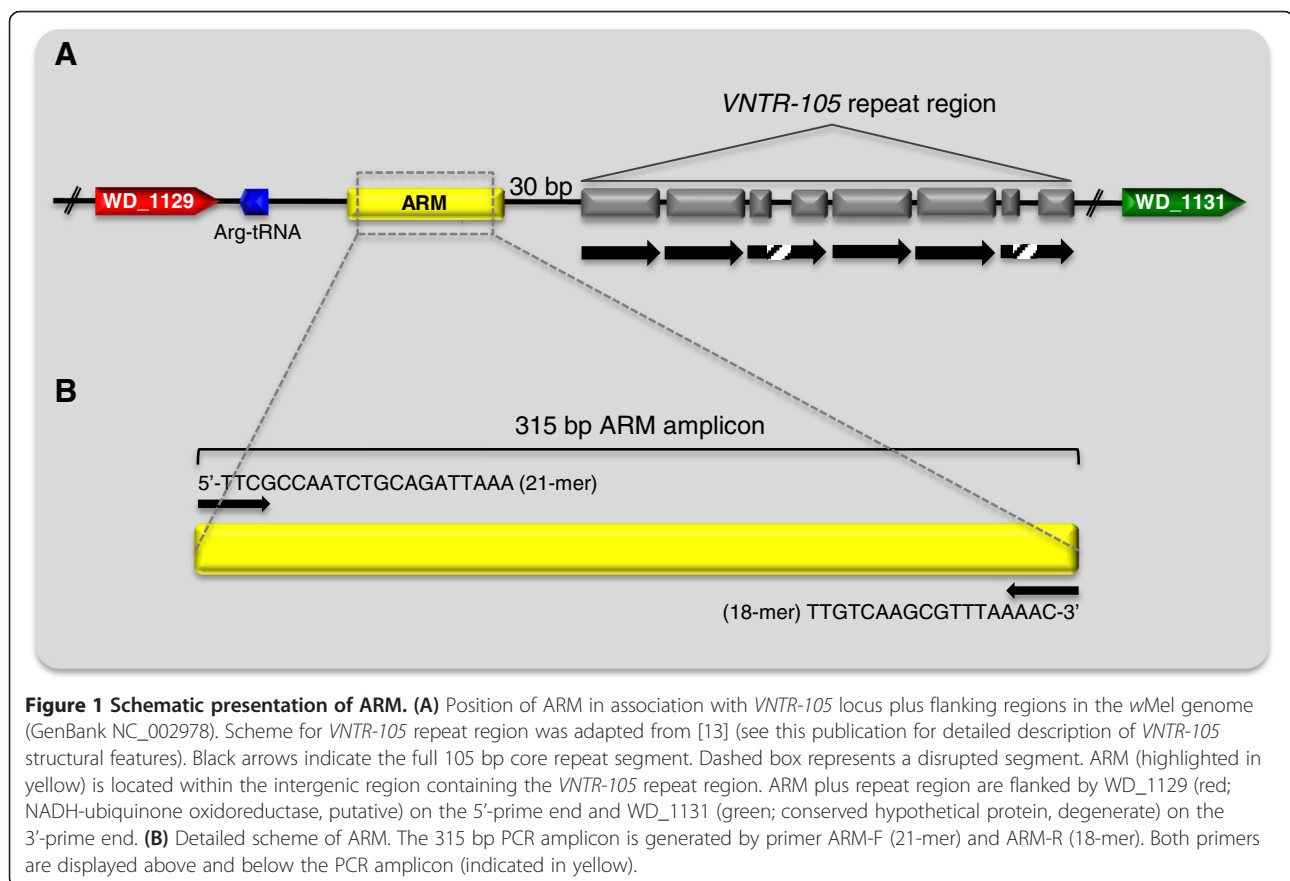 A
VNTR-105 repeat region
WD_1129
Arg-tRNA
ARM
30 bp
WD_1131
B
315 bp ARM amplicon
5’-TTCGCCAATCTGCAGATTAAA (21-mer)
(18-mer) TTGTCAAGCGTTTAAAAC-3’
Figure 1 Schematic presentation of ARM. (A) Position of ARM in association with VNTR-105 locus plus flanking regions in the wMel genome
(GenBank NC_002978). Scheme for VNTR-105 repeat region was adapted from [13] (see this publication for detailed description of VNTR-105
structural features). Black arrows indicate the full 105 bp core repeat segment. Dashed box represents a disrupted segment. ARM (highlighted in
yellow) is located within the intergenic region containing the VNTR-105 repeat region. ARM plus repeat region are flanked by WD_1129 (red;
NADH-ubiquinone oxidoreductase, putative) on the 5’-prime end and WD_1131 (green; conserved hypothetical protein, degenerate) on the
3’-prime end. (B) Detailed scheme of ARM. The 315 bp PCR amplicon is generated by primer ARM-F (21-mer) and ARM-R (18-mer). Both primers
are displayed above and below the PCR amplicon (indicated in yellow).